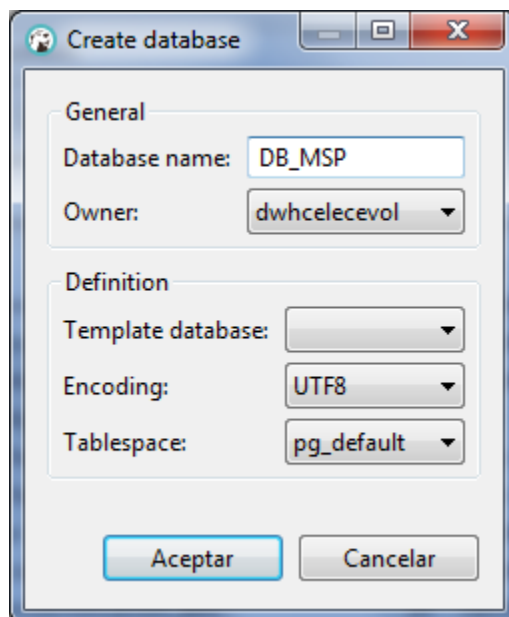 Create database
General
Database name: DB_MSP
Owner: dwhcelecevol
Definition
Template database:
Encoding: UTF8
Tablespace: pg_default
Aceptar Cancelar